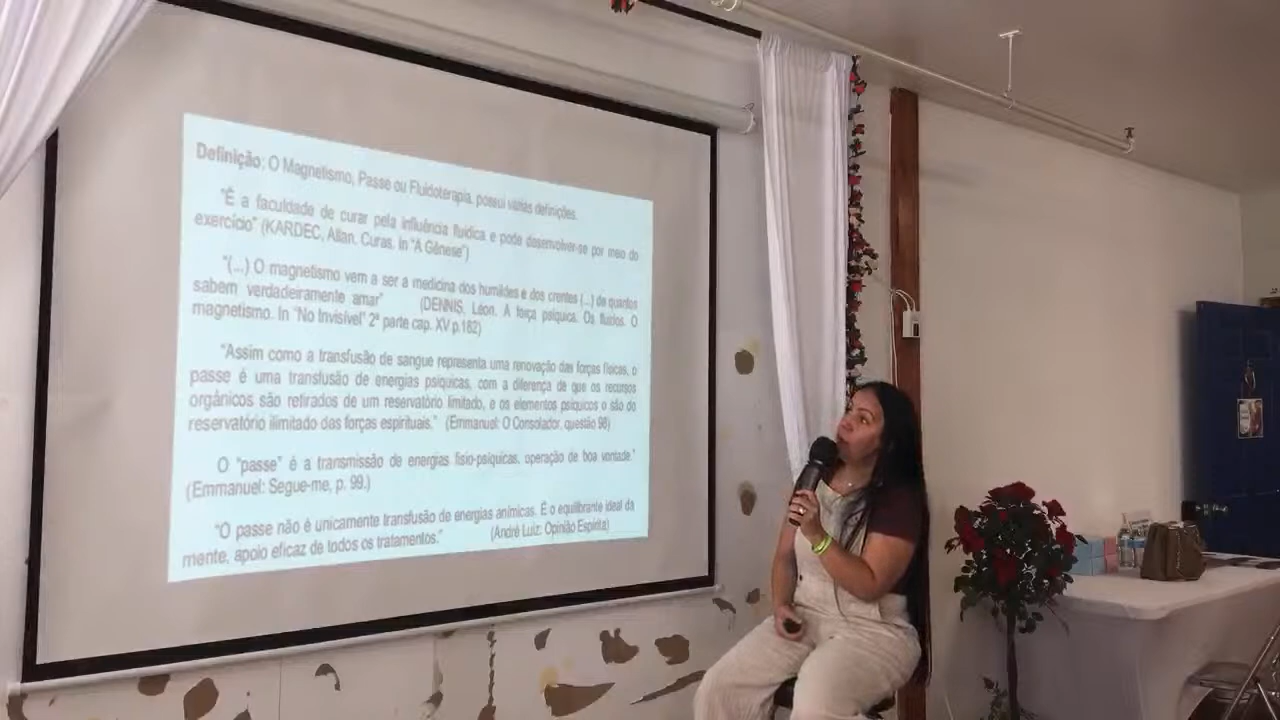 Definição: O Magnetismo, Passe ou Fluidoterapia, possui várias definições.
"É a faculdade de curar pela influência fluídica e pode desenvolver-se por meio do
exercício" (KARDEC, Allan. Curas. In "A Gênese")
"(...) O magnetismo vem a ser a medicina dos humildes e dos crentes (...) de quantos
sabem verdadeiramente amar" (DENNIS, Léon. A força psíquica. Os fluidos. O
magnetismo. In "No Invisível" 2ª parte cap. XV p.182)
"Assim como a transfusão de sangue representa uma renovação das forças físicas, o
passe é uma transfusão de energias psíquicas, com a diferença de que os recursos
orgânicos são retirados de um reservatório limitado, e os elementos psíquicos o são do
reservatório ilimitado das forças espirituais." (Emmanuel: O Consolador, questão 98)
O "passe" é a transmissão de energias fisio-psíquicas, operação de boa vontade."
(Emmanuel: Segue-me, p. 99.)
"O passe não é unicamente transfusão de energias anímicas. É o equilibrante ideal da
mente, apoio eficaz de todos os tratamentos." (André Luiz: Opinião Espírita)